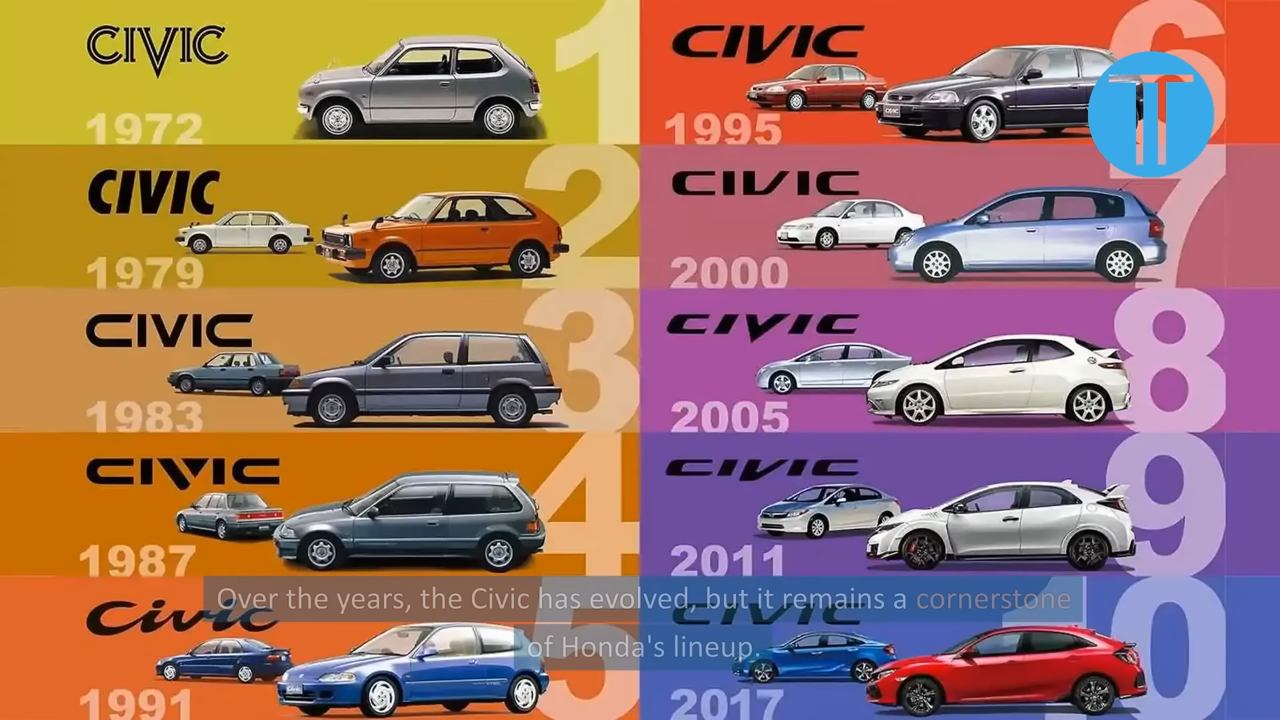 CIVIC
1972
1
CIVIC
1979
2
CIVIC
1983
3
CIVIC
1987
4
Civic
1991
5
CIVIC
1995
6
CIVIC
2000
7
CIVIC
2005
8
CIVIC
2011
9
CIVIC
2017
10
Over the years, the Civic has evolved, but it remains a cornerstone
of Honda's lineup.